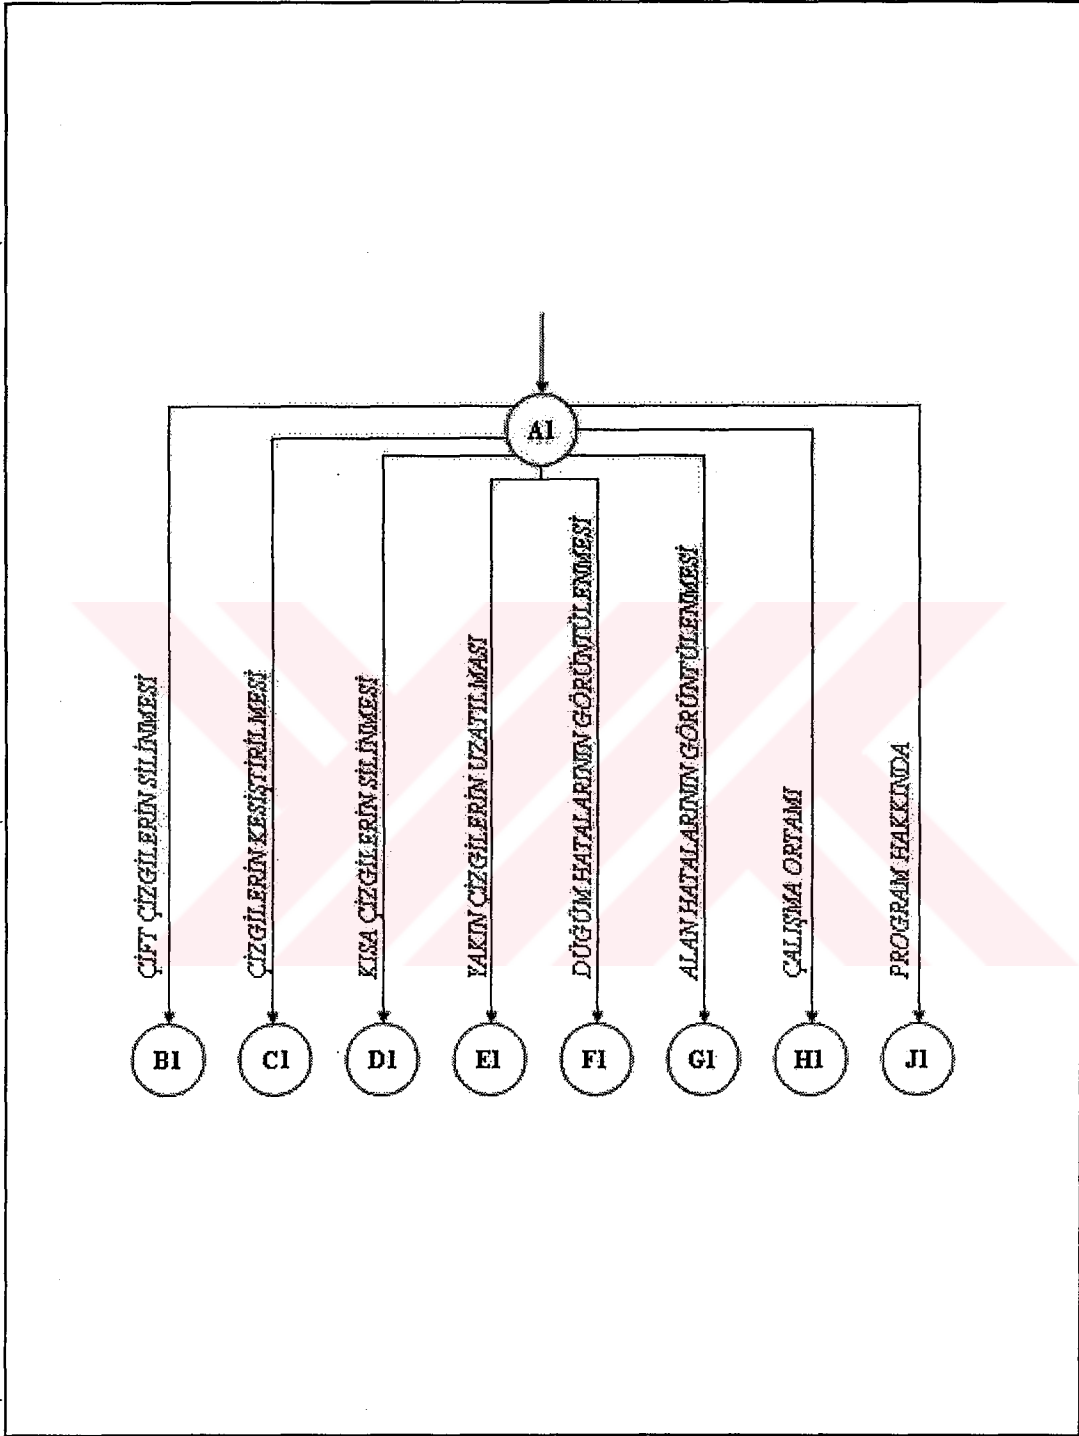 A1
ÇİFT ÇİZGİLERİN SİLİNMESİ
ÇİZGİLERİN KESİŞTİRİLMESİ
KISA ÇİZGİLERİN SİLİNMESİ
YAKIN ÇİZGİLERİN UZATILMASI
DÜĞÜM HATALARININ GÖRÜNTÜLENMESİ
ALAN HATALARININ GÖRÜNTÜLENMESİ
ÇALIŞMA ORTAMI
PROGRAM HAKKINDA
B1
C1
D1
E1
F1
G1
H1
J1